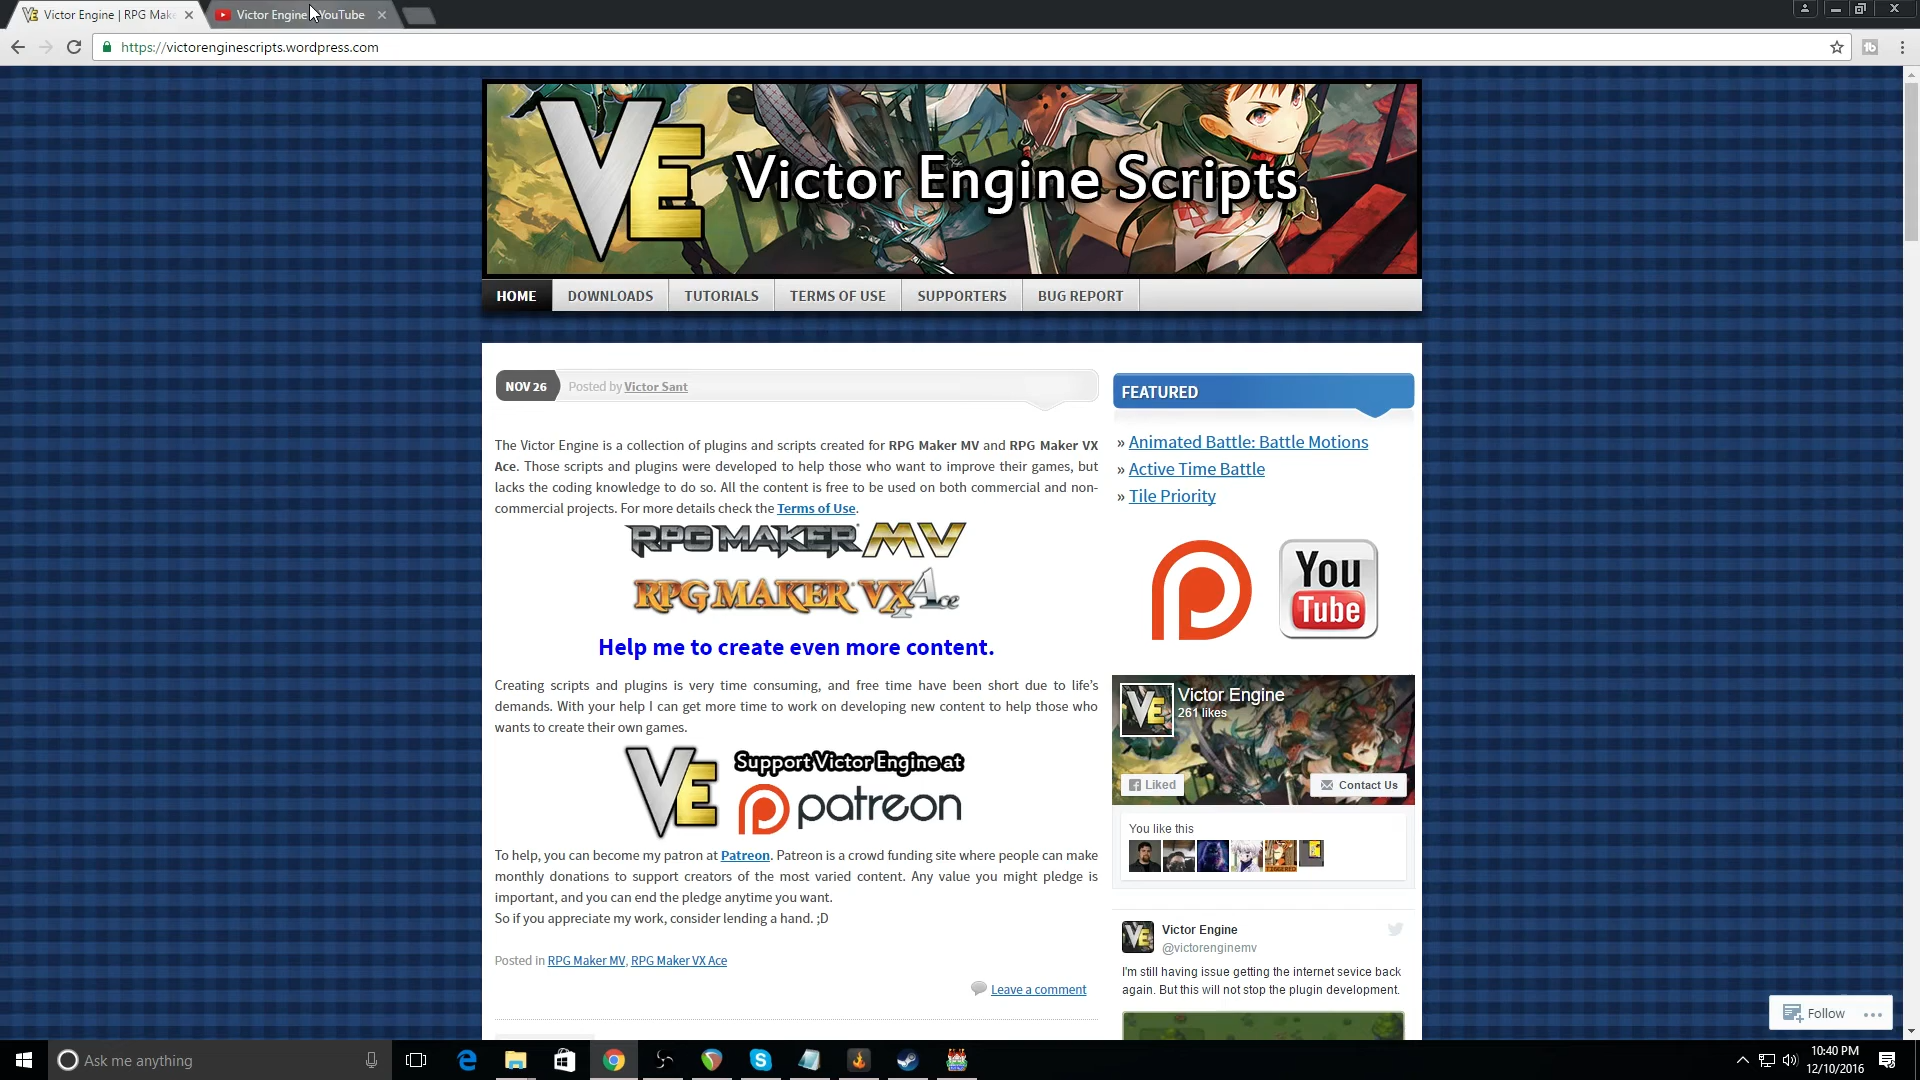 Victor Engine | RPG Mak
Victor Engine
YouTube
https://victorenginescripts.wordpress.com
VE
Victor Engine Scripts
HOME
DOWNLOADS
TUTORIALS
TERMS OF USE
SUPPORTERS
BUG REPORT
NOV 26
Posted by Victor Sant
The Victor Engine is a collection of plugins and scripts created for RPG Maker MV and RPG Maker VX
Ace. Those scripts and plugins were developed to help those who want to improve their games, but
lacks the coding knowledge to do so. All the content is free to be used on both commercial and non-
commercial projects. For more details check the Terms of Use.
RPG MAKER MV
RPG MAKER VX Ace
Help me to create even more content.
Creating scripts and plugins is very time consuming, and free time have been short due to life's
demands. With your help I can get more time to work on developing new content to help those who
wants to create their own games.
VE
Support Victor Engine at
patreon
To help, you can become my patron at Patreon. Patreon is a crowd funding site where people can make
monthly donations to support creators of the most varied content. Any value you might pledge is
important, and you can end the pledge anytime you want.
So if you appreciate my work, consider lending a hand. ;D
Posted in RPG Maker MV, RPG Maker VX Ace
Leave a comment
FEATURED
» Animated Battle: Battle Motions
» Active Time Battle
» Tile Priority
You
Tube
VE
Victor Engine
261 likes
Liked
Contact Us
You like this
VE
Victor Engine
@victorenginemv
I'm still having issue getting the internet sevice back
again. But this will not stop the plugin development.
Follow
Ask me anything
10:40 PM
12/10/2016